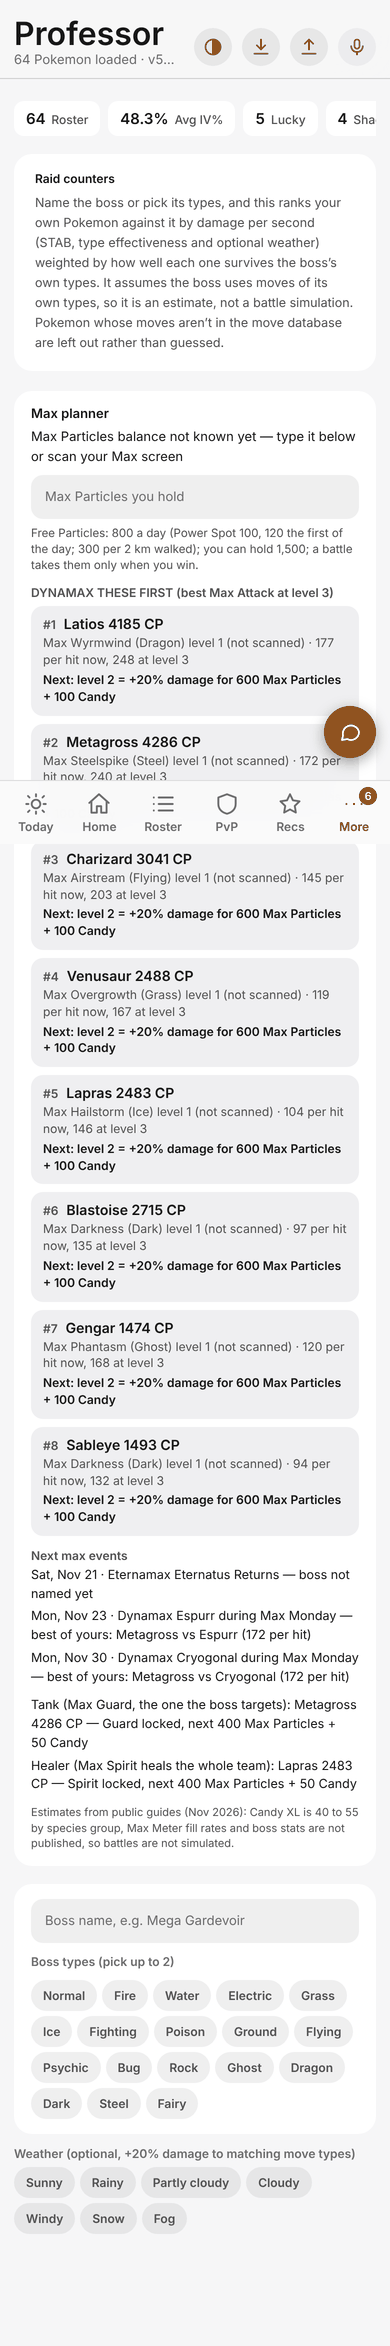 Professor
64 Pokemon loaded · v5...
64 Roster
48.3% Avg IV%
5 Lucky
4 Sha
Raid counters
Name the boss or pick its types, and this ranks your
own Pokemon against it by damage per second
(STAB, type effectiveness and optional weather)
weighted by how well each one survives the boss's
own types. It assumes the boss uses moves of its
own types, so it is an estimate, not a battle simulation.
Pokemon whose moves aren't in the move database
are left out rather than guessed.
Max planner
Max Particles balance not known yet — type it below
or scan your Max screen
Max Particles you hold
Free Particles: 800 a day (Power Spot 100, 120 the first of
the day; 300 per 2 km walked); you can hold 1,500; a battle
takes them only when you win.
DYNAMAX THESE FIRST (best Max Attack at level 3)
#1 Latios 4185 CP
Max Wyrmwind (Dragon) level 1 (not scanned) · 177
per hit now, 248 at level 3
Next: level 2 = +20% damage for 600 Max Particles
+ 100 Candy
#2 Metagross 4286 CP
Max Steelspike (Steel) level 1 (not scanned) · 172 per
hit now, 240 at level 3
Today
Home
Roster
PvP
Recs
6
More
#3 Charizard 3041 CP
Max Airstream (Flying) level 1 (not scanned) · 145 per
hit now, 203 at level 3
Next: level 2 = +20% damage for 600 Max Particles
+ 100 Candy
#4 Venusaur 2488 CP
Max Overgrowth (Grass) level 1 (not scanned) · 119
per hit now, 167 at level 3
Next: level 2 = +20% damage for 600 Max Particles
+ 100 Candy
#5 Lapras 2483 CP
Max Hailstorm (Ice) level 1 (not scanned) · 104 per hit
now, 146 at level 3
Next: level 2 = +20% damage for 600 Max Particles
+ 100 Candy
#6 Blastoise 2715 CP
Max Darkness (Dark) level 1 (not scanned) · 97 per
hit now, 135 at level 3
Next: level 2 = +20% damage for 600 Max Particles
+ 100 Candy
#7 Gengar 1474 CP
Max Phantasm (Ghost) level 1 (not scanned) · 120 per
hit now, 168 at level 3
Next: level 2 = +20% damage for 600 Max Particles
+ 100 Candy
#8 Sableye 1493 CP
Max Darkness (Dark) level 1 (not scanned) · 94 per
hit now, 132 at level 3
Next: level 2 = +20% damage for 600 Max Particles
+ 100 Candy
Next max events
Sat, Nov 21 · Eternamax Eternatus Returns — boss not
named yet
Mon, Nov 23 · Dynamax Espurr during Max Monday —
best of yours: Metagross vs Espurr (172 per hit)
Mon, Nov 30 · Dynamax Cryogonal during Max Monday
— best of yours: Metagross vs Cryogonal (172 per hit)
Tank (Max Guard, the one the boss targets): Metagross
4286 CP — Guard locked, next 400 Max Particles +
50 Candy
Healer (Max Spirit heals the whole team): Lapras 2483
CP — Spirit locked, next 400 Max Particles + 50 Candy
Estimates from public guides (Nov 2026): Candy XL is 40 to 55
by species group, Max Meter fill rates and boss stats are not
published, so battles are not simulated.
Boss name, e.g. Mega Gardevoir
Boss types (pick up to 2)
Normal Fire Water Electric Grass
Ice Fighting Poison Ground Flying
Psychic Bug Rock Ghost Dragon
Dark Steel Fairy
Weather (optional, +20% damage to matching move types)
Sunny Rainy Partly cloudy Cloudy
Windy Snow Fog